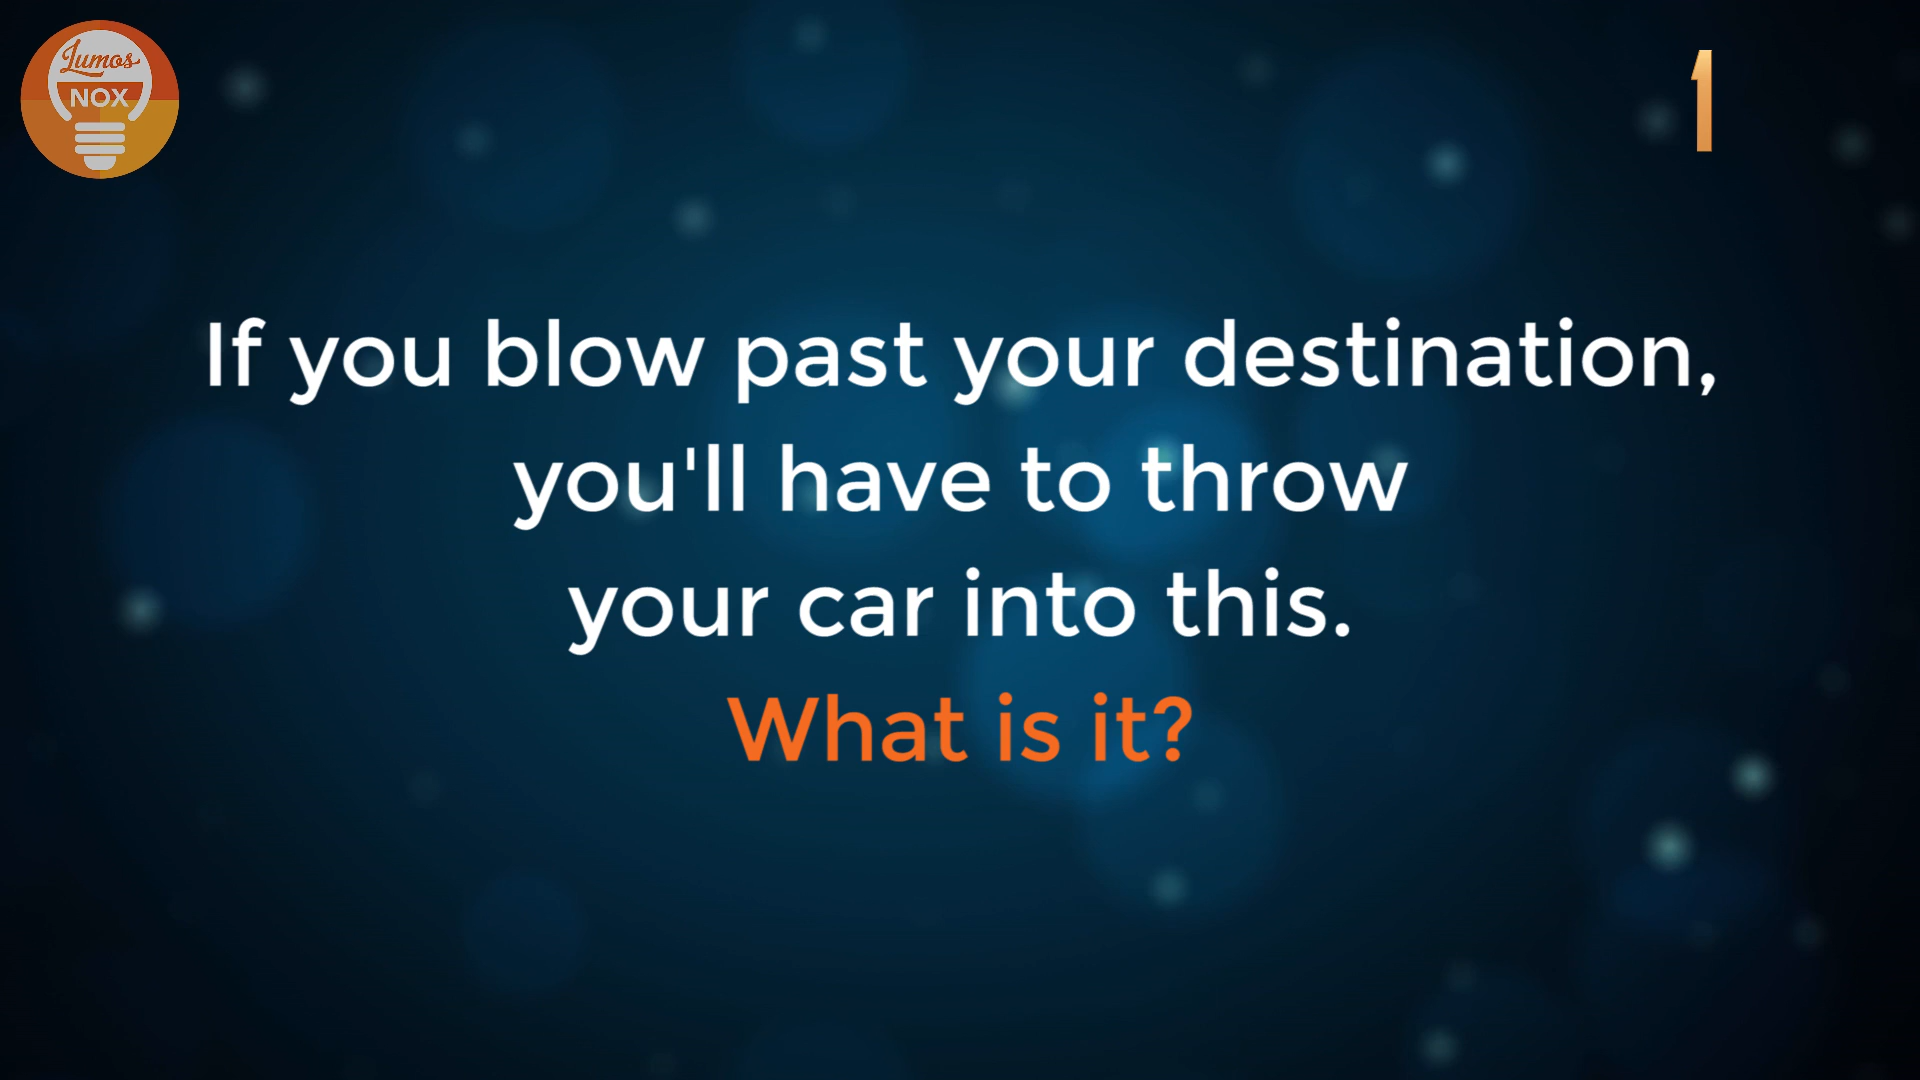 Lumos
NOX
1
If you blow past your destination,
you'll have to throw
your car into this.
What is it?